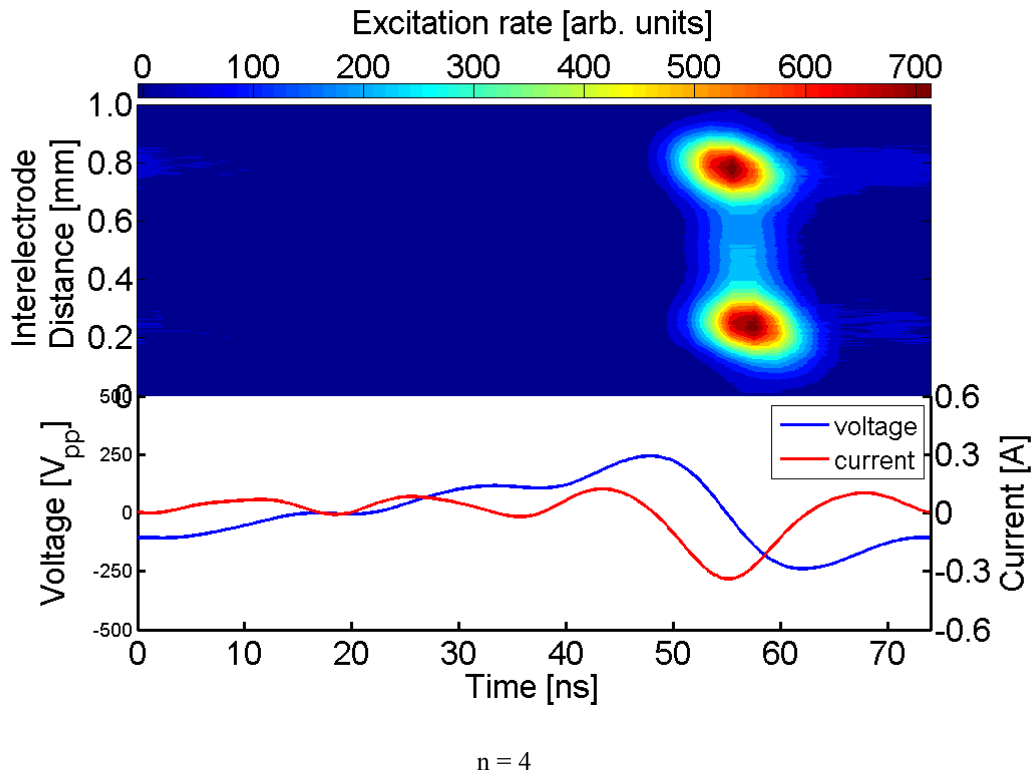 Excitation rate [arb. units]
0 100 200 300 400 500 600 700
Interelectrode
Distance [mm]
1.0
0.8
0.6
0.4
0.2
0
Voltage [Vpp]
500
250
0
-250
-500
voltage
current
0.6
0.3
0
-0.3
-0.6
Current [A]
0 10 20 30 40 50 60 70
Time [ns]
n = 4